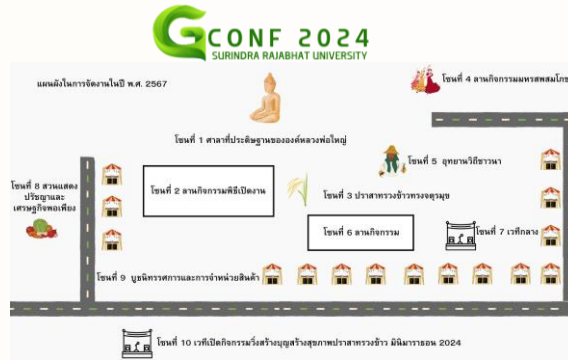 GCONF 2024
SURINDRA RAJABHAT UNIVERSITY
แผนผังในการจัดงานในปี พ.ศ. 2567
โซนที่ 4 ลานกิจกรรมมหรสพสมโภช
โซนที่ 1 ศาลาที่ประดิษฐานขององค์หลวงพ่อใหญ่
โซนที่ 5 อุทยานวิถีชาวนา
โซนที่ 8 สวนแสดง
ปรัชญาและ
เศรษฐกิจพอเพียง
โซนที่ 2 ลานกิจกรรมพิธีเปิดงาน
โซนที่ 3 ปราสาทรวงข้าวทรงจตุรมุข
โซนที่ 6 ลานกิจกรรม
โซนที่ 7 เวทีกลาง
โซนที่ 9 บูธนิทรรศการและการจำหน่ายสินค้า
โซนที่ 10 เวทีเปิดกิจกรรมวิ่งสร้างบุญสร้างสุขภาพปราสาทรวงข้าว มินิมาราธอน 2024